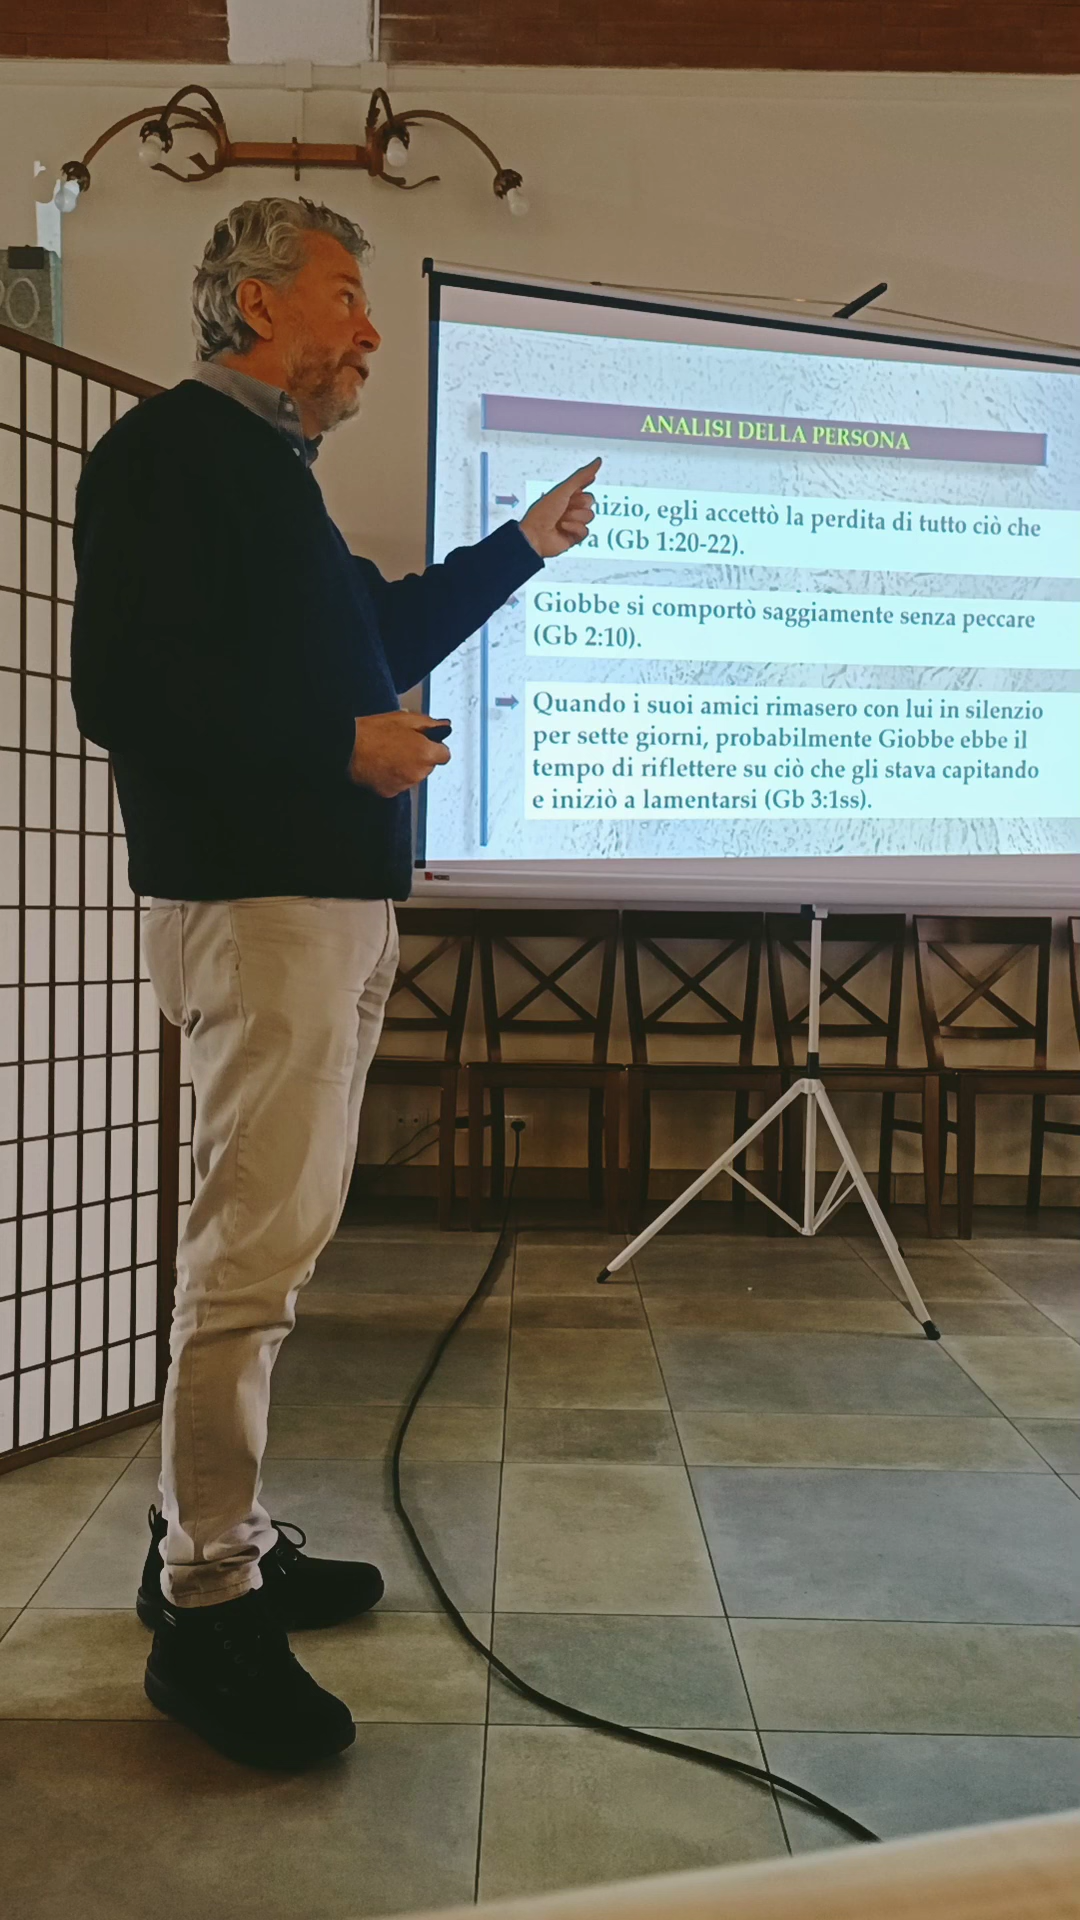 ANALISI DELLA PERSONA
egli accettò la perdita di tutto ciò che
(Gb 1:20-22).
Giobbe si comportò saggiamente senza peccare
(Gb 2:10).
Quando i suoi amici rimasero con lui in silenzio
per sette giorni, probabilmente Giobbe ebbe il
tempo di riflettere su ciò che gli stava capitando
e iniziò a lamentarsi (Gb 3:1ss).